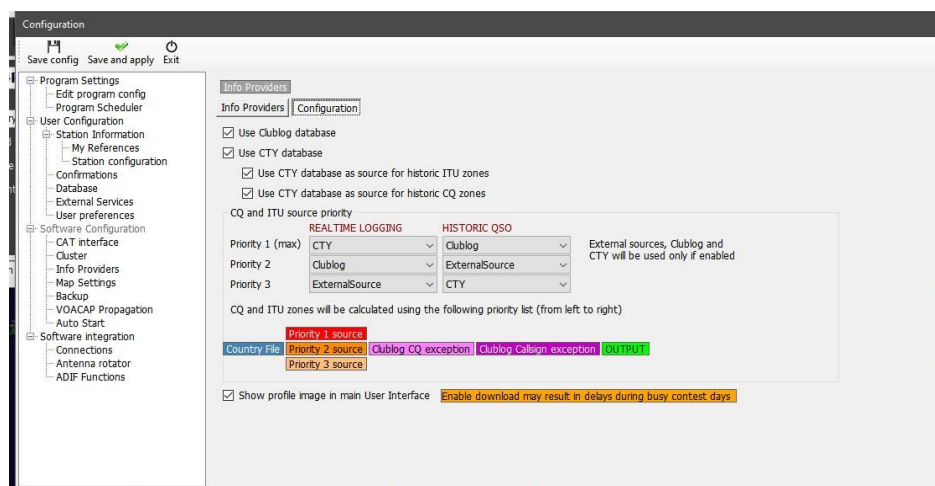 Configuration
Save config Save and apply Exit
Program Settings
Edit program config
Program Scheduler
User Configuration
Station Information
My References
Station configuration
Confirmations
Database
External Services
User preferences
Software Configuration
CAT interface
Cluster
Info Providers
Map Settings
Backup
VOACAP Propagation
Auto Start
Software integration
Connections
Antenna rotator
ADIF Functions
Info Providers
Info Providers Configuration
Use Clublog database
Use CTY database
Use CTY database as source for historic ITU zones
Use CTY database as source for historic CQ zones
CQ and ITU source priority
REALTIME LOGGING HISTORIC QSO
Priority 1 (max) CTY Clublog
Priority 2 Clublog ExternalSource
Priority 3 ExternalSource CTY
External sources, Clublog and
CTY will be used only if enabled
CQ and ITU zones will be calculated using the following priority list (from left to right)
Priority 1 source
Country File Priority 2 source Clublog CQ exception Clublog Callsign exception OUTPUT
Priority 3 source
Show profile image in main User Interface Enable download may result in delays during busy contest days